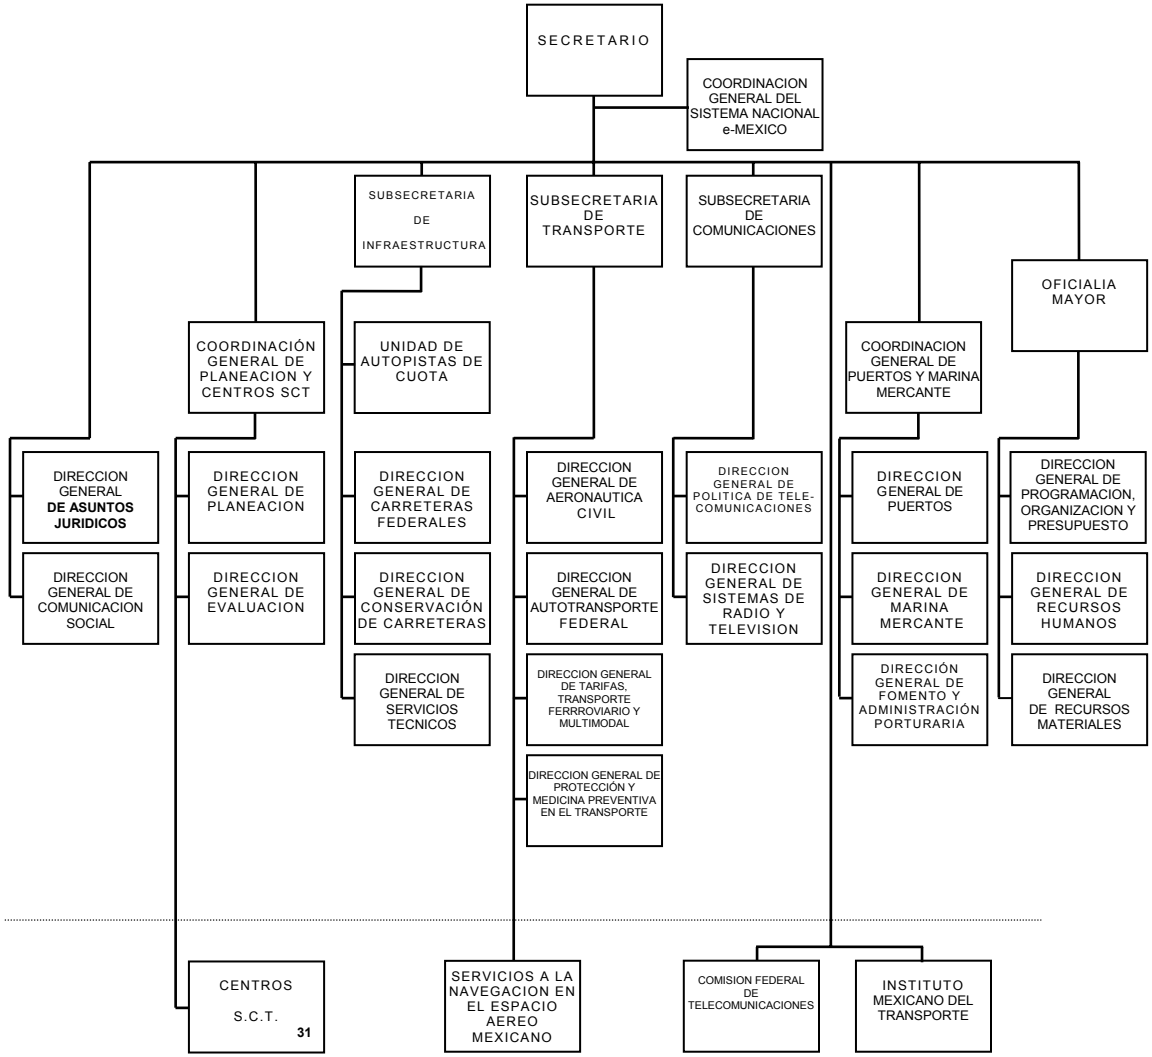 SECRETARIO
COORDINACION
GENERAL DEL
SISTEMA NACIONAL
e-MEXICO
SUBSECRETARIA
DE
INFRAESTRUCTURA
SUBSECRETARIA
DE
TRANSPORTE
SUBSECRETARIA
DE
COMUNICACIONES
OFICIALIA
MAYOR
COORDINACIÓN
GENERAL DE
PLANEACION Y
CENTROS SCT
UNIDAD DE
AUTOPISTAS DE
CUOTA
COORDINACION
GENERAL DE
PUERTOS Y MARINA
MERCANTE
DIRECCION
GENERAL
DE ASUNTOS
JURIDICOS
DIRECCION
GENERAL DE
PLANEACION
DIRECCION
GENERAL DE
CARRETERAS
FEDERALES
DIRECCION
GENERAL DE
AERONAUTICA
CIVIL
DIRECCION
GENERAL DE
POLITICA DE TELE-
COMUNICACIONES
DIRECCION
GENERAL DE
PUERTOS
DIRECCION
GENERAL DE
PROGRAMACION,
ORGANIZACION Y
PRESUPUESTO
DIRECCION
GENERAL DE
COMUNICACION
SOCIAL
DIRECCION
GENERAL DE
EVALUACION
DIRECCION
GENERAL DE
CONSERVACIÓN
DE CARRETERAS
DIRECCION
GENERAL DE
AUTOTRANSPORTE
FEDERAL
DIRECCION
GENERAL DE
SISTEMAS DE
RADIO Y
TELEVISION
DIRECCION
GENERAL DE
MARINA
MERCANTE
DIRECCION
GENERAL DE
RECURSOS
HUMANOS
DIRECCION
GENERAL DE
SERVICIOS
TECNICOS
DIRECCION GENERAL
DE TARIFAS,
TRANSPORTE
FERRROVIARIO Y
MULTIMODAL
DIRECCIÓN
GENERAL DE
FOMENTO Y
ADMINISTRACIÓN
PORTURARIA
DIRECCION
GENERAL
DE RECURSOS
MATERIALES
DIRECCION GENERAL DE
PROTECCIÓN Y
MEDICINA PREVENTIVA
EN EL TRANSPORTE
CENTROS
S.C.T.
31
SERVICIOS A LA
NAVEGACION EN
EL ESPACIO
AEREO
MEXICANO
COMISION FEDERAL
DE
TELECOMUNICACIONES
INSTITUTO
MEXICANO DEL
TRANSPORTE